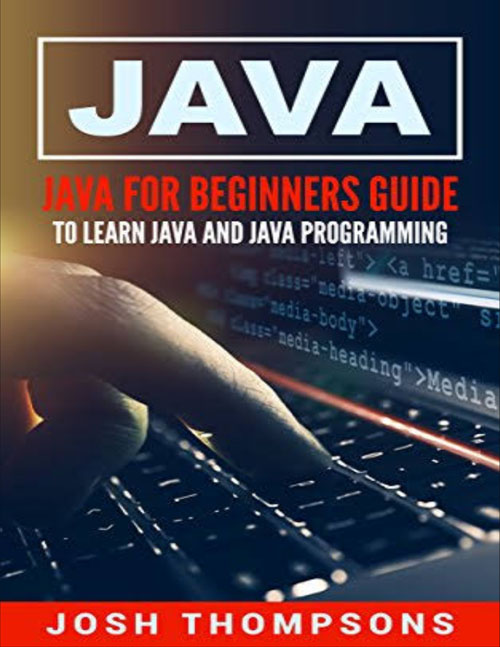 JAVA
JAVA FOR BEGINNERS GUIDE
TO LEARN JAVA AND JAVA PROGRAMMING
-left"> <a href="
class="media-object" s
class="media-body">
class="media-heading">Media
JOSH THOMPSONS